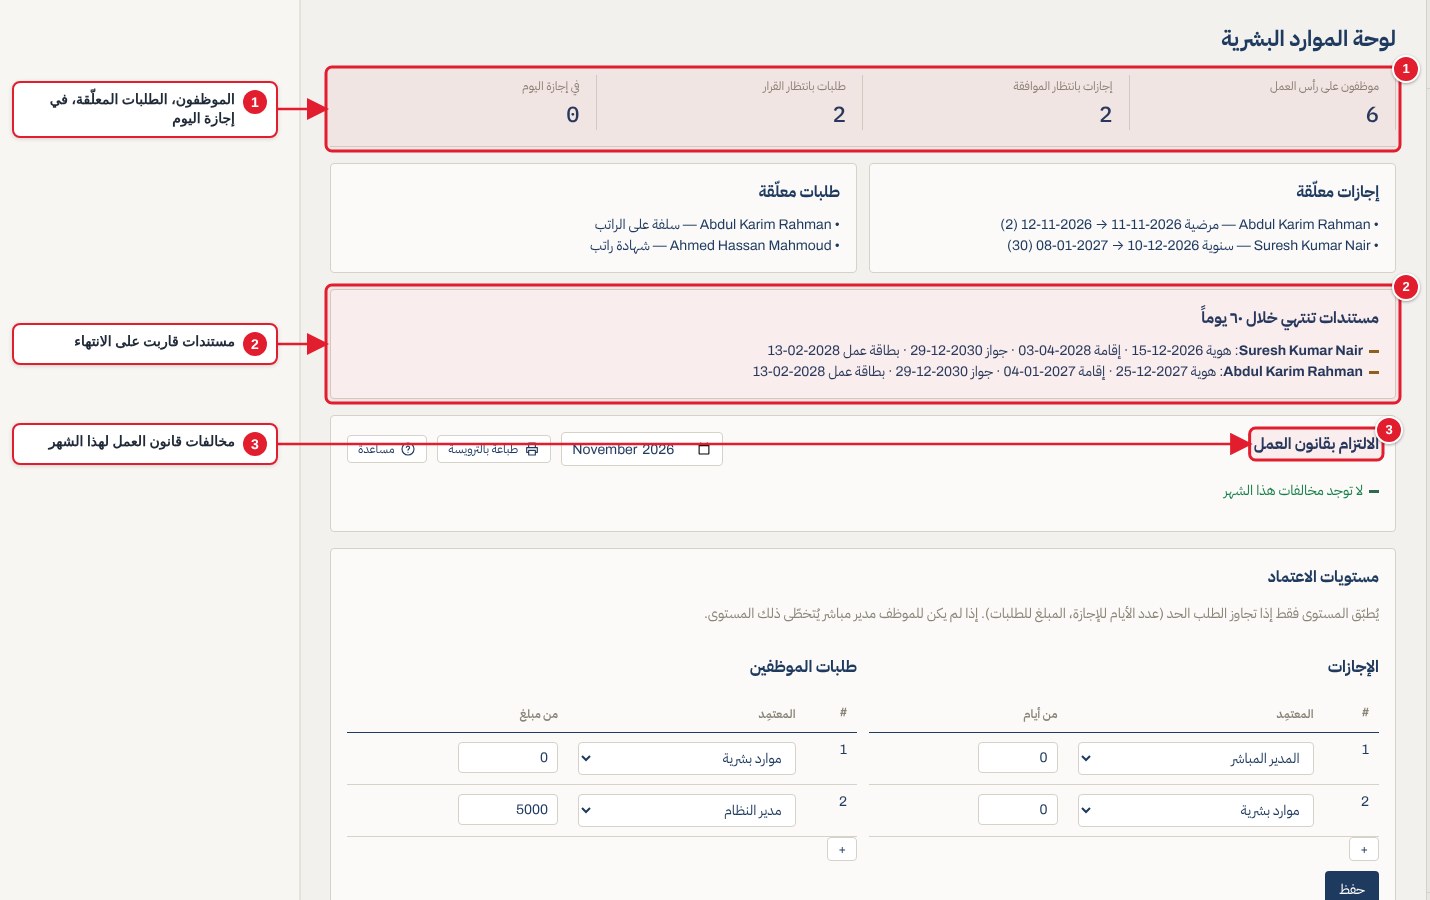 لوحة الموارد البشرية
1
موظفون على رأس العمل
6
إجازات بانتظار الموافقة
2
طلبات بانتظار القرار
2
في إجازة اليوم
0
1 الموظفون، الطلبات المعلّقة، في
إجازة اليوم
إجازات معلّقة
• Abdul Karim Rahman — مرضية 2026-11-11 → 2026-11-12 (2)
• Suresh Kumar Nair — سنوية 2026-12-10 → 2027-01-08 (30)
طلبات معلّقة
• Abdul Karim Rahman — سلفة على الراتب
• Ahmed Hassan Mahmoud — شهادة راتب
2
مستندات تنتهي خلال ٦٠ يوماً
Suresh Kumar Nair: هوية 2026-12-15 · إقامة 2028-04-03 · جواز 2030-12-29 · بطاقة عمل 2028-02-13
Abdul Karim Rahman: هوية 2027-12-25 · إقامة 2027-01-04 · جواز 2030-12-29 · بطاقة عمل 2028-02-13
2 مستندات قاربت على الانتهاء
3
الالتزام بقانون العمل
November 2026
طباعة بالترويسة
مساعدة
3 مخالفات قانون العمل لهذا الشهر
لا توجد مخالفات هذا الشهر
مستويات الاعتماد
يُطبّق المستوى فقط إذا تجاوز الطلب الحد (عدد الأيام للإجازة، المبلغ للطلبات). إذا لم يكن للموظف مدير مباشر يُتخطّى ذلك المستوى.
الإجازات
# المعتمِد من أيام
1 المدير المباشر 0
2 موارد بشرية 0
+
طلبات الموظفين
# المعتمِد من مبلغ
1 موارد بشرية 0
2 مدير النظام 5000
+
حفظ